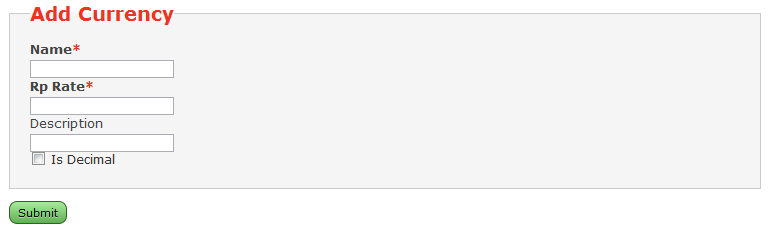 Add Currency
Name*
Rp Rate*
Description
Is Decimal
Submit